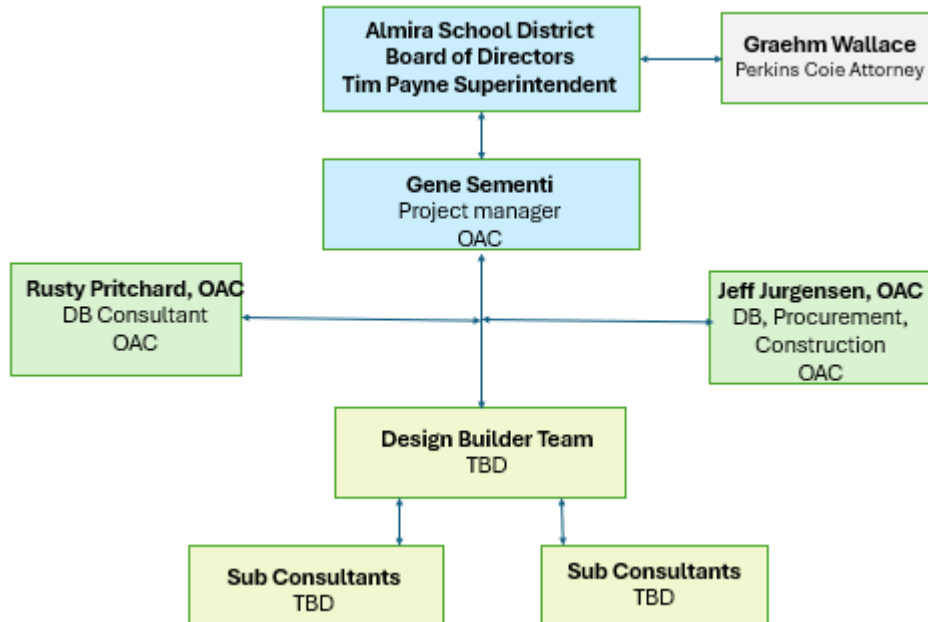 Almira School District
Board of Directors
Tim Payne Superintendent
Graehm Wallace
Perkins Coie Attorney
Gene Sementi
Project manager
OAC
Rusty Pritchard, OAC
DB Consultant
OAC
Jeff Jurgensen, OAC
DB, Procurement,
Construction
OAC
Design Builder Team
TBD
Sub Consultants
TBD
Sub Consultants
TBD